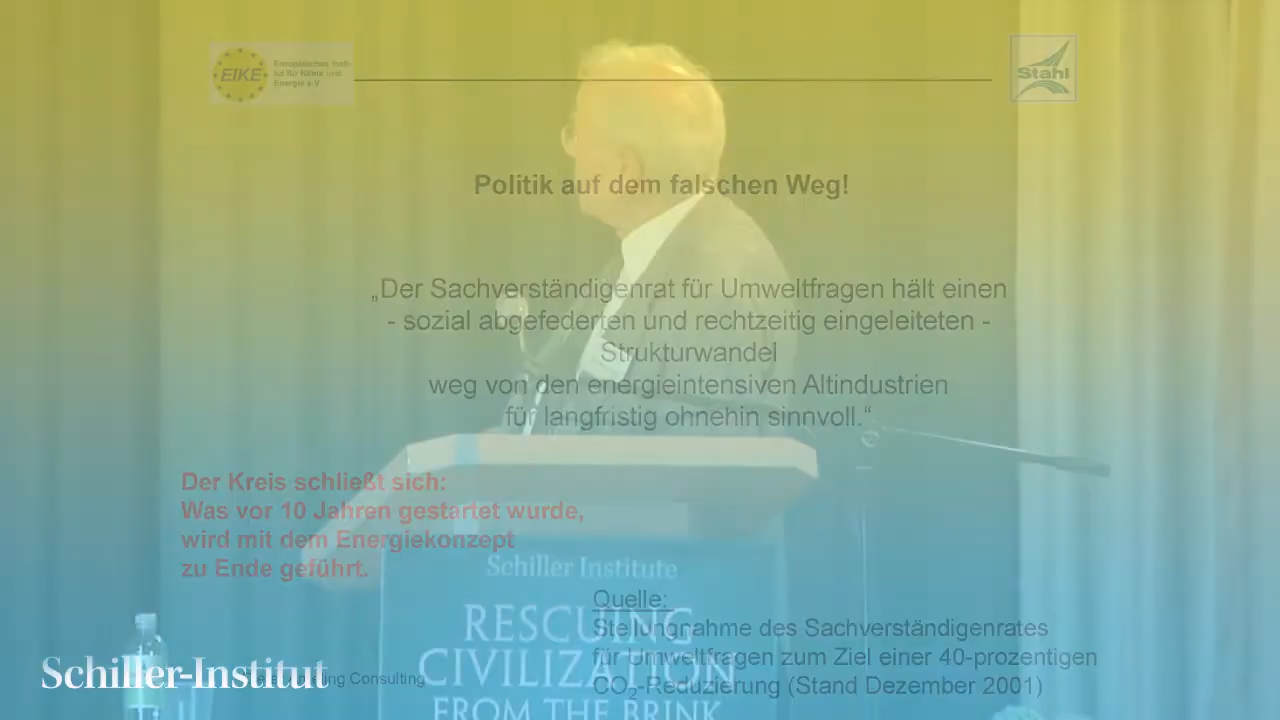 EIKE
Europäisches Insti-
tut für Klima und
Energie e.V.
Stahl
Politik auf dem falschen Weg!
„Der Sachverständigenrat für Umweltfragen hält einen
- sozial abgefederten und rechtzeitig eingeleiteten -
Strukturwandel
weg von den energieintensiven Altindustrien
für langfristig ohnehin sinnvoll.“
Der Kreis schließt sich:
Was vor 10 Jahren gestartet wurde,
wird mit dem Energiekonzept
zu Ende geführt.
Schiller Institute
RESCUING
CIVILIZATION
FROM THE BRINK
Quelle:
Stellungnahme des Sachverständigenrates
für Umweltfragen zum Ziel einer 40-prozentigen
CO₂-Reduzierung (Stand Dezember 2001)
Schiller-Institut
Consulting